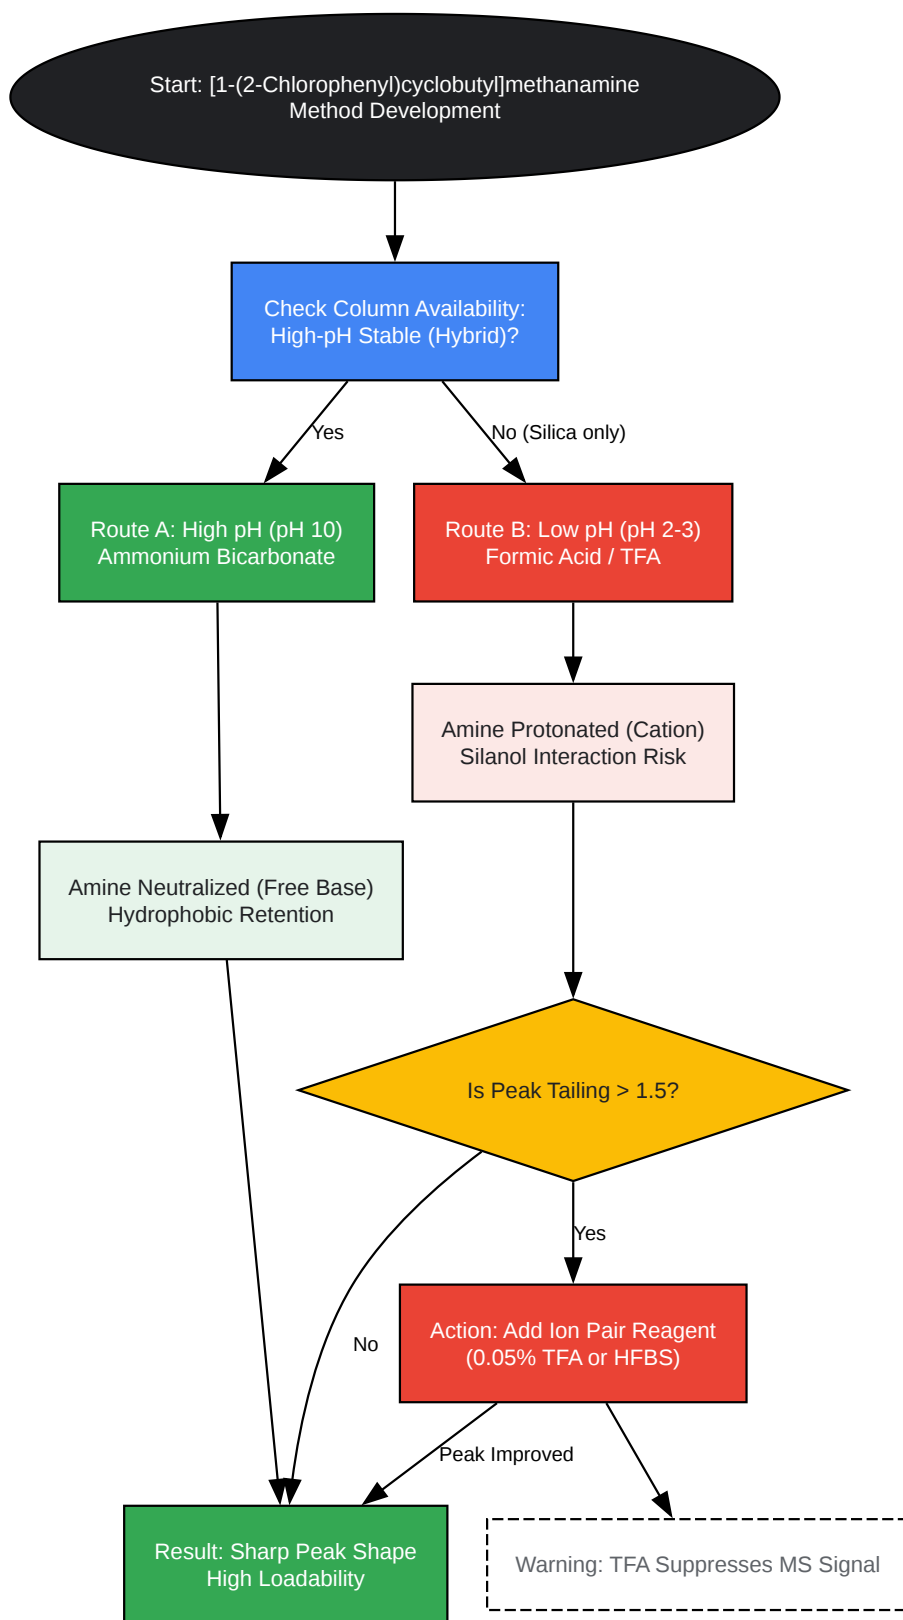 Start: [1-(2-Chlorophenyl)cyclobutyl]methanamine
Method Development
Check Column Availability:
High-pH Stable (Hybrid)?
Yes
No (Silica only)
Route A: High pH (pH 10)
Ammonium Bicarbonate
Route B: Low pH (pH 2-3)
Formic Acid / TFA
Amine Protonated (Cation)
Silanol Interaction Risk
Amine Neutralized (Free Base)
Hydrophobic Retention
Is Peak Tailing > 1.5?
Yes
No
Action: Add Ion Pair Reagent
(0.05% TFA or HFBS)
Peak Improved
Result: Sharp Peak Shape
High Loadability
Warning: TFA Suppresses MS Signal